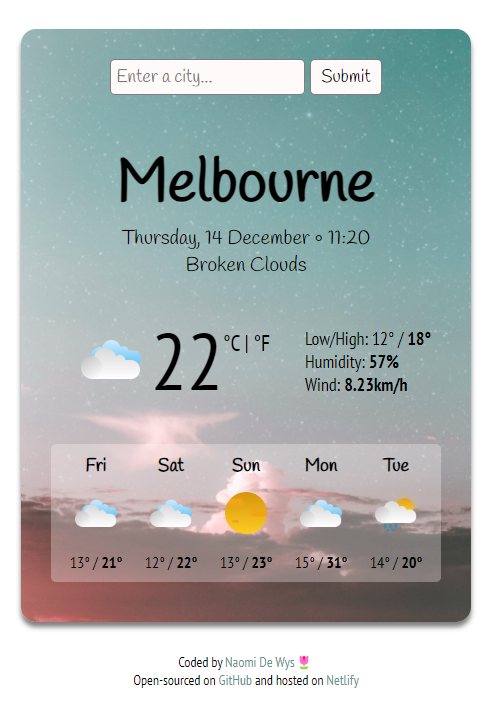 Enter a city...
Submit
Melbourne
Thursday, 14 December ∘ 11:20
Broken Clouds
22 °C | °F
Low/High: 12° / 18°
Humidity: 57%
Wind: 8.23km/h
Fri Sat Sun Mon Tue
13° / 21° 12° / 22° 13° / 23° 15° / 31° 14° / 20°
Coded by Naomi De Wys 🌷
Open-sourced on GitHub and hosted on Netlify